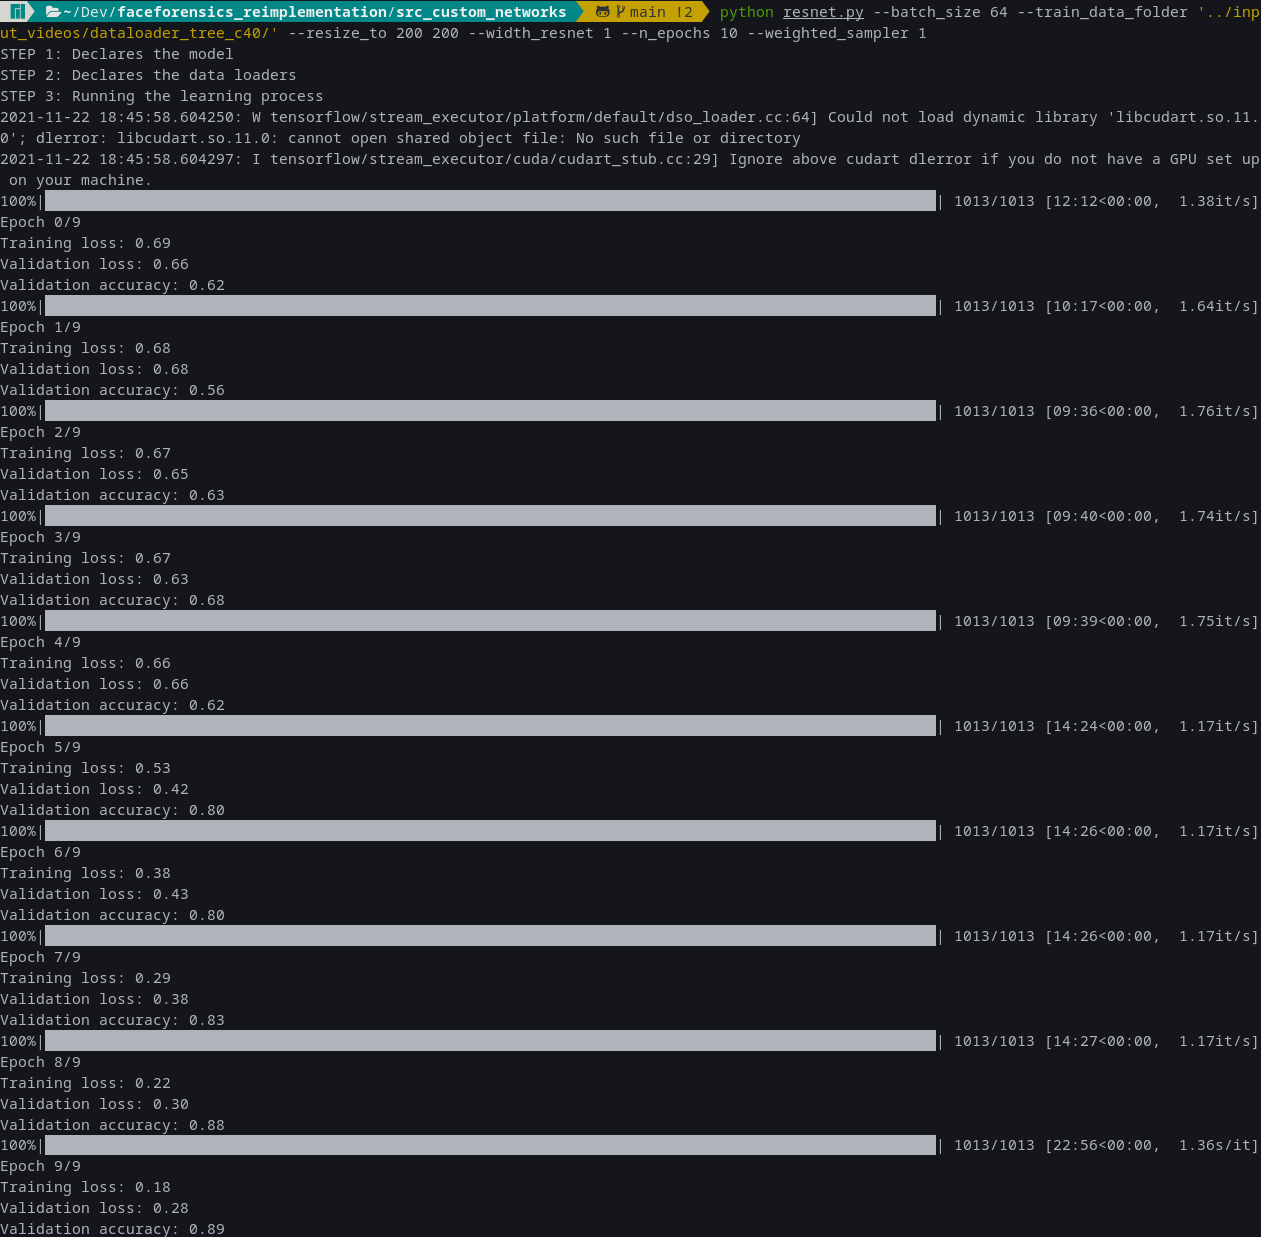 ~/Dev/faceforensics_reimplementation/src_custom_networks main !2 python resnet.py --batch_size 64 --train_data_folder '../inp
ut_videos/dataloader_tree_c40/' --resize_to 200 200 --width_resnet 1 --n_epochs 10 --weighted_sampler 1
STEP 1: Declares the model
STEP 2: Declares the data loaders
STEP 3: Running the learning process
2021-11-22 18:45:58.604250: W tensorflow/stream_executor/platform/default/dso_loader.cc:64] Could not load dynamic library 'libcudart.so.11.
0'; dlerror: libcudart.so.11.0: cannot open shared object file: No such file or directory
2021-11-22 18:45:58.604297: I tensorflow/stream_executor/cuda/cudart_stub.cc:29] Ignore above cudart dlerror if you do not have a GPU set up
on your machine.
100%| | 1013/1013 [12:12<00:00, 1.38it/s]
Epoch 0/9
Training loss: 0.69
Validation loss: 0.66
Validation accuracy: 0.62
100%| | 1013/1013 [10:17<00:00, 1.64it/s]
Epoch 1/9
Training loss: 0.68
Validation loss: 0.68
Validation accuracy: 0.56
100%| | 1013/1013 [09:36<00:00, 1.76it/s]
Epoch 2/9
Training loss: 0.67
Validation loss: 0.65
Validation accuracy: 0.63
100%| | 1013/1013 [09:40<00:00, 1.74it/s]
Epoch 3/9
Training loss: 0.67
Validation loss: 0.63
Validation accuracy: 0.68
100%| | 1013/1013 [09:39<00:00, 1.75it/s]
Epoch 4/9
Training loss: 0.66
Validation loss: 0.66
Validation accuracy: 0.62
100%| | 1013/1013 [14:24<00:00, 1.17it/s]
Epoch 5/9
Training loss: 0.53
Validation loss: 0.42
Validation accuracy: 0.80
100%| | 1013/1013 [14:26<00:00, 1.17it/s]
Epoch 6/9
Training loss: 0.38
Validation loss: 0.43
Validation accuracy: 0.80
100%| | 1013/1013 [14:26<00:00, 1.17it/s]
Epoch 7/9
Training loss: 0.29
Validation loss: 0.38
Validation accuracy: 0.83
100%| | 1013/1013 [14:27<00:00, 1.17it/s]
Epoch 8/9
Training loss: 0.22
Validation loss: 0.30
Validation accuracy: 0.88
100%| | 1013/1013 [22:56<00:00, 1.36s/it]
Epoch 9/9
Training loss: 0.18
Validation loss: 0.28
Validation accuracy: 0.89